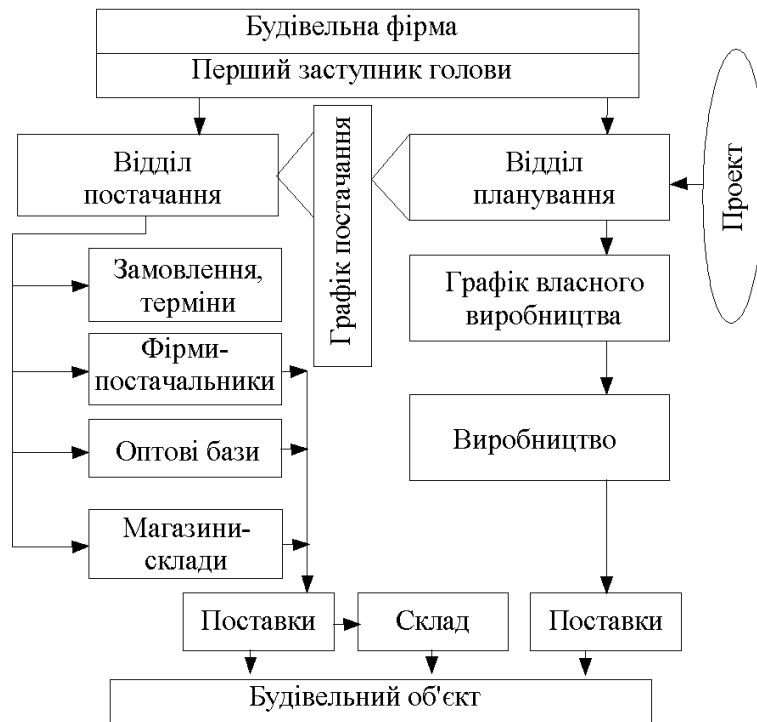 Будівельна фірма
Перший заступник голови
Відділ
постачання
Графік постачання
Відділ
планування
Проект
Замовлення,
терміни
Графік власного
виробництва
Фірми-
постачальники
Оптові бази
Виробництво
Магазини-
склади
Поставки
Склад
Поставки
Будівельний об'єкт